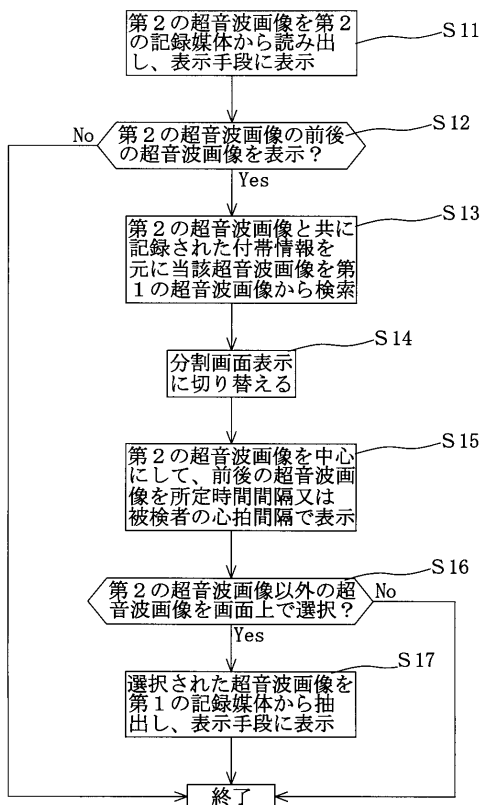 第2の超音波画像を第2
の記録媒体から読み出
し、表示手段に表示
S11
第2の超音波画像の前後
の超音波画像を表示？
S12
No
Yes
第2の超音波画像と共に
記録された付帯情報を
元に当該超音波画像を第
1の超音波画像から検索
S13
分割画面表示
に切り替える
S14
第2の超音波画像を中心
にして、前後の超音波画
像を所定時間間隔又は
被検者の心拍間隔で表示
S15
第2の超音波画像以外の超
音波画像を画面上で選択？
S16
No
Yes
選択された超音波画像を
第1の記録媒体から抽
出し、表示手段に表示
S17
終了